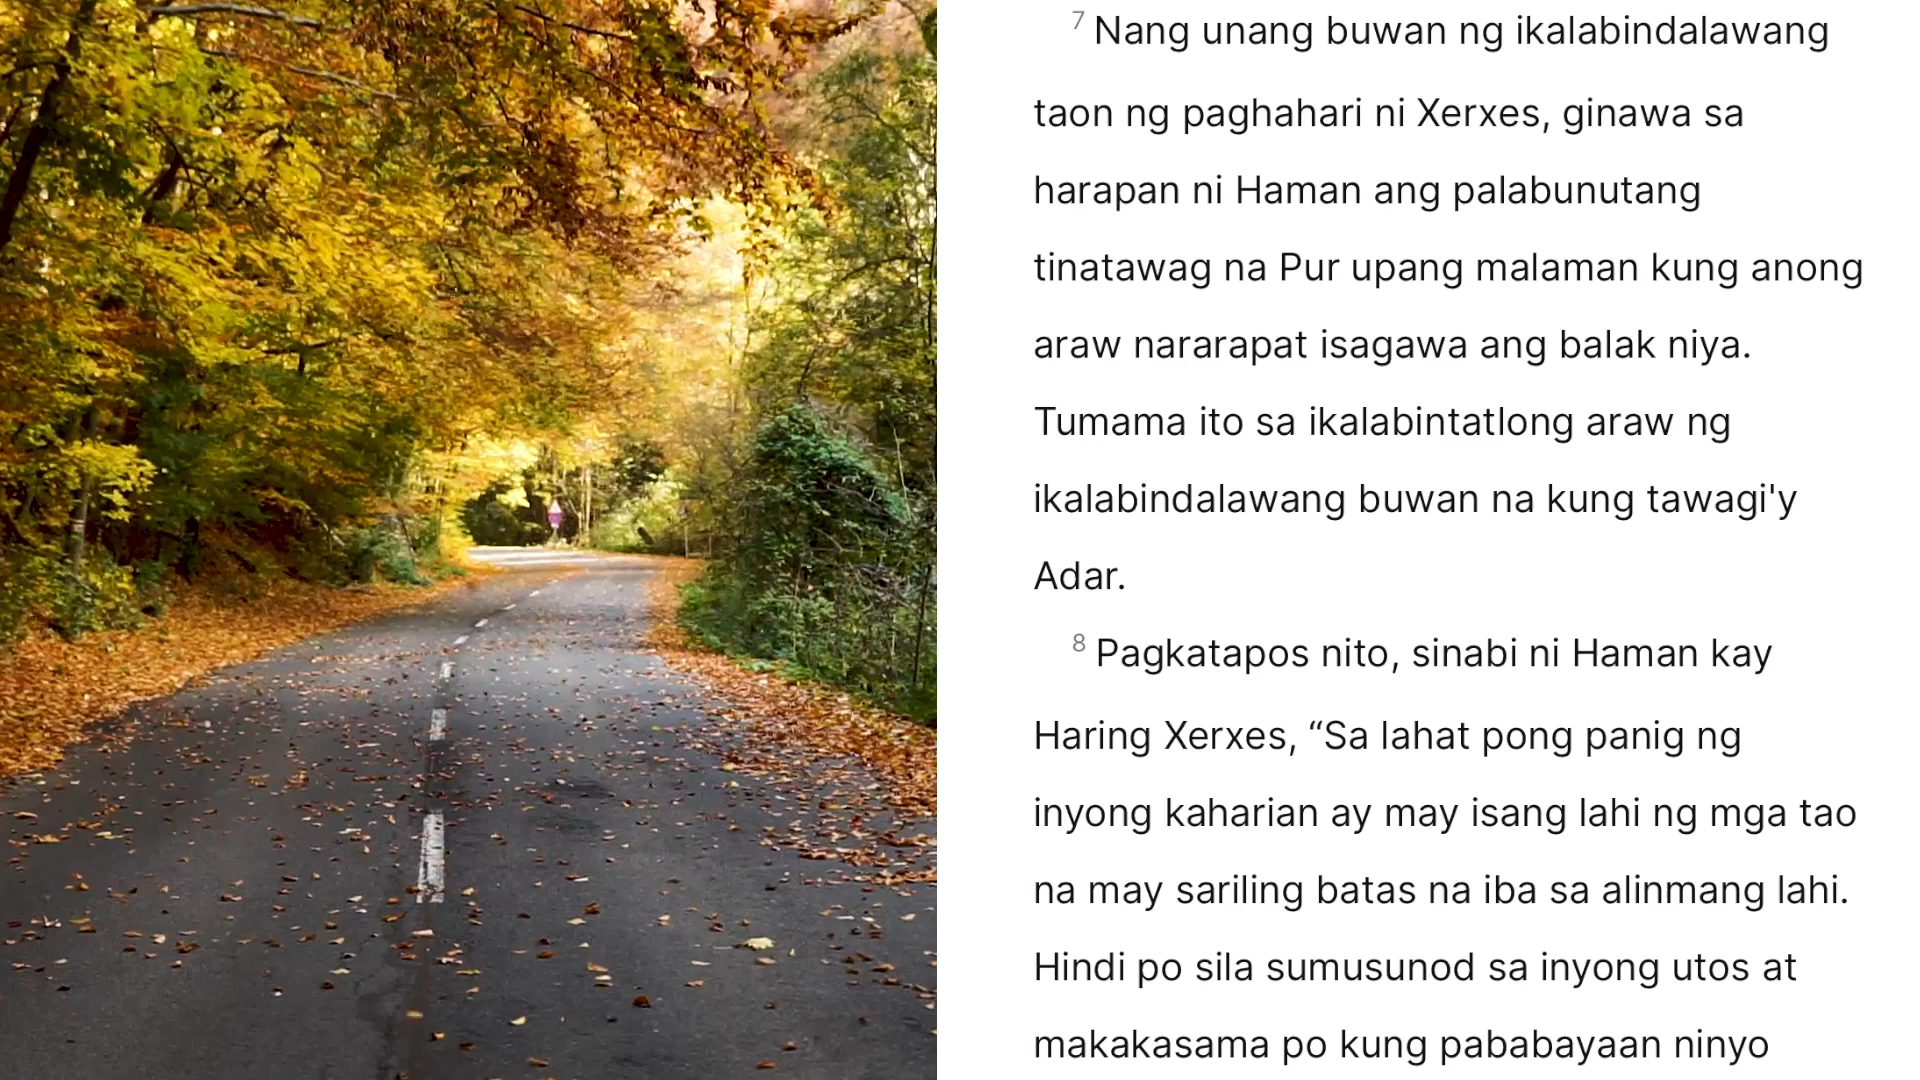 7 Nang unang buwan ng ikalabindalawang
taon ng paghahari ni Xerxes, ginawa sa
harapan ni Haman ang palabunutang
tinatawag na Pur upang malaman kung anong
araw nararapat isagawa ang balak niya.
Tumama ito sa ikalabintatlong araw ng
ikalabindalawang buwan na kung tawagi'y
Adar.
8 Pagkatapos nito, sinabi ni Haman kay
Haring Xerxes, “Sa lahat pong panig ng
inyong kaharian ay may isang lahi ng mga tao
na may sariling batas na iba sa alinmang lahi.
Hindi po sila sumusunod sa inyong utos at
makakasama po kung pababayaan ninyo